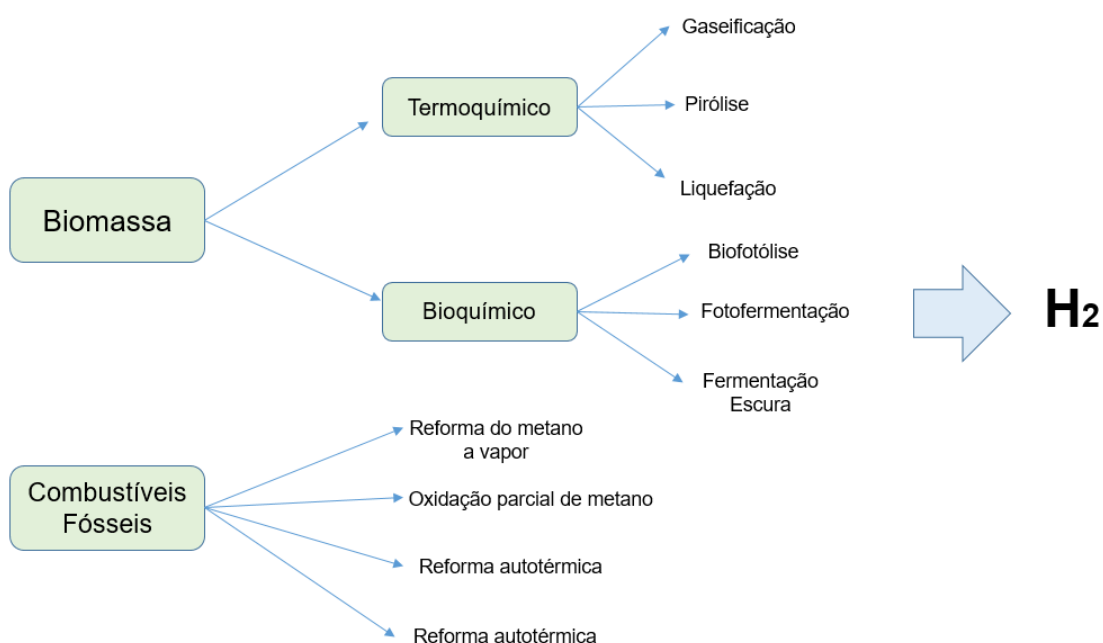 Gaseificação
Termoquímico
Pirólise
Liquefação
Biomassa
Biofotólise
Bioquímico
Fotofermentação
Fermentação
Escura
H2
Reforma do metano
a vapor
Combustíveis
Fósseis
Oxidação parcial de metano
Reforma autotérmica
Reforma autotérmica